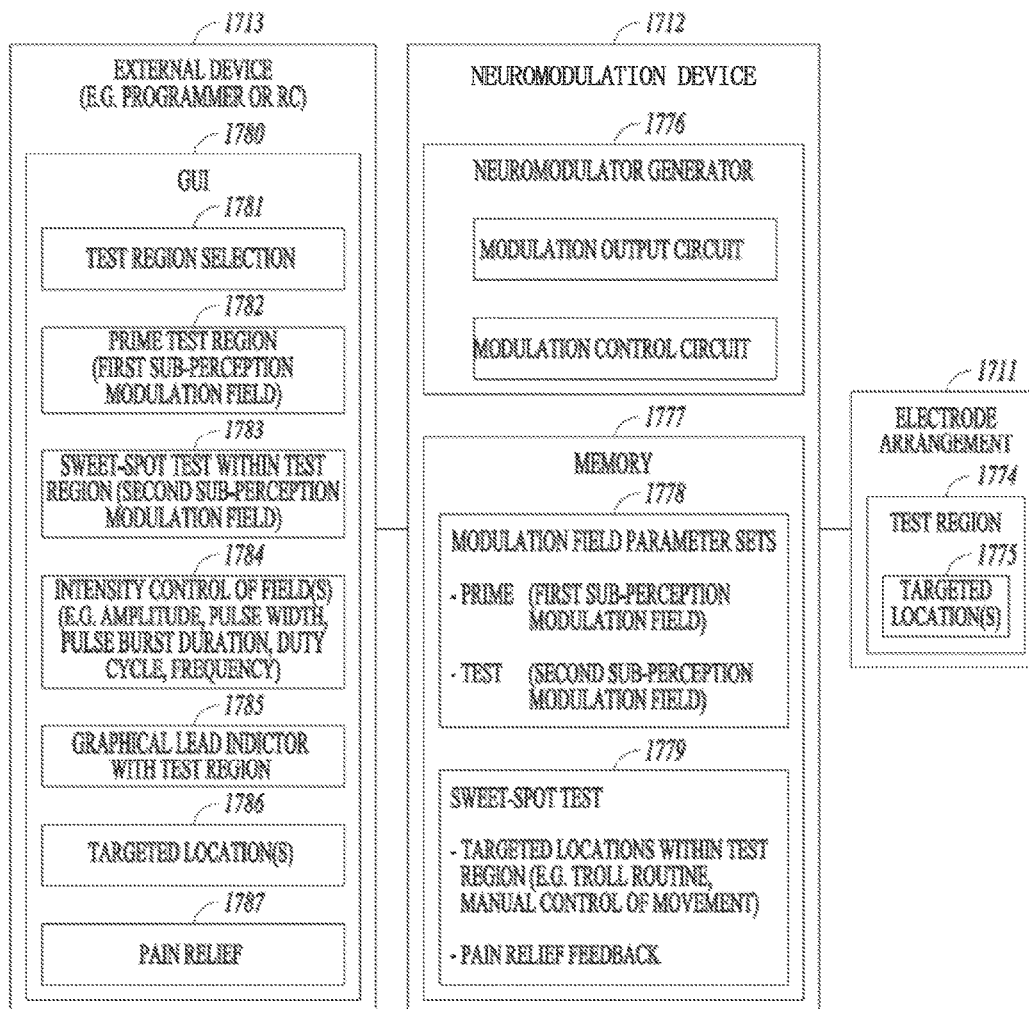 1713
EXTERNAL DEVICE
(E.G. PROGRAMMER OR RC)
1780
GUI
1781
TEST REGION SELECTION
1782
PRIME TEST REGION
(FIRST SUB-PERCEPTION
MODULATION FIELD)
1783
SWEET-SPOT TEST WITHIN TEST
REGION (SECOND SUB-PERCEPTION
MODULATION FIELD)
1784
INTENSITY CONTROL OF FIELD(S)
(E.G. AMPLITUDE, PULSE WIDTH,
PULSE BURST DURATION, DUTY
CYCLE, FREQUENCY)
1785
GRAPHICAL LEAD INDICTOR
WITH TEST REGION
1786
TARGETED LOCATION(S)
1787
PAIN RELIEF
1712
NEUROMODULATION DEVICE
1776
NEUROMODULATOR GENERATOR
MODULATION OUTPUT CIRCUIT
MODULATION CONTROL CIRCUIT
1777
MEMORY
1778
MODULATION FIELD PARAMETER SETS
- PRIME (FIRST SUB-PERCEPTION
MODULATION FIELD)
- TEST (SECOND SUB-PERCEPTION
MODULATION FIELD)
1779
SWEET-SPOT TEST
- TARGETED LOCATIONS WITHIN TEST
REGION (E.G. TROLL ROUTINE,
MANUAL CONTROL OF MOVEMENT)
- PAIN RELIEF FEEDBACK
1711
ELECTRODE
ARRANGEMENT
1774
TEST REGION
1775
TARGETED
LOCATION(S)